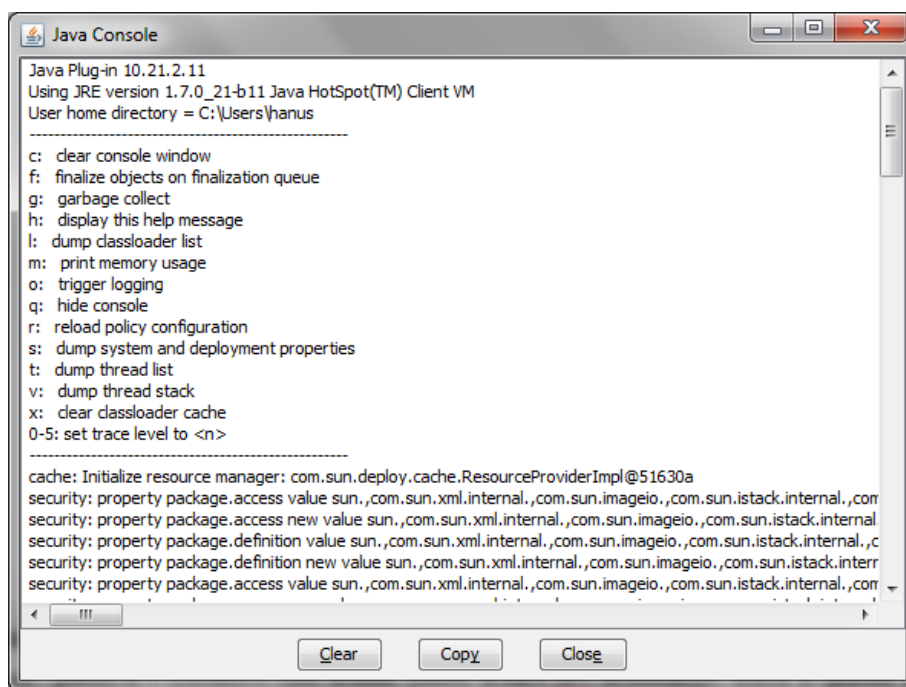 Java Console
Java Plug-in 10.21.2.11
Using JRE version 1.7.0_21-b11 Java HotSpot(TM) Client VM
User home directory = C:\Users\hanus
----------------------------------------------------
c:   clear console window
f:   finalize objects on finalization queue
g:   garbage collect
h:   display this help message
l:   dump classloader list
m:   print memory usage
o:   trigger logging
q:   hide console
r:   reload policy configuration
s:   dump system and deployment properties
t:   dump thread list
v:   dump thread stack
x:   clear classloader cache
0-5: set trace level to <n>
----------------------------------------------------
cache: Initialize resource manager: com.sun.deploy.cache.ResourceProviderImpl@51630a
security: property package.access value sun.,com.sun.xml.internal.,com.sun.imageio.,com.sun.istack.internal.,com
security: property package.access new value sun.,com.sun.xml.internal.,com.sun.imageio.,com.sun.istack.internal.
security: property package.definition value sun.,com.sun.xml.internal.,com.sun.imageio.,com.sun.istack.internal.,c
security: property package.definition new value sun.,com.sun.xml.internal.,com.sun.imageio.,com.sun.istack.intern
security: property package.access value sun.,com.sun.xml.internal.,com.sun.imageio.,com.sun.istack.internal.,com
Clear Copy Close